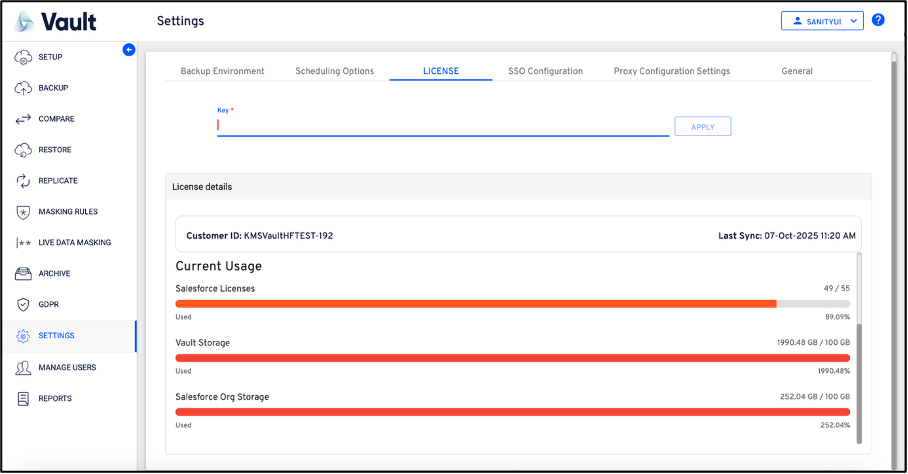 Vault
Settings
SANITYUI
?
SETUP
BACKUP
COMPARE
RESTORE
REPLICATE
MASKING RULES
LIVE DATA MASKING
ARCHIVE
GDPR
SETTINGS
MANAGE USERS
REPORTS
Backup Environment Scheduling Options LICENSE SSO Configuration Proxy Configuration Settings General
Key *
APPLY
License details
Customer ID: KMSVaultHFTEST-192 Last Sync: 07-Oct-2025 11:20 AM
Current Usage
Salesforce Licenses 49 / 55
Used 89.09%
Vault Storage 1990.48 GB / 100 GB
Used 1990.48%
Salesforce Org Storage 252.04 GB / 100 GB
Used 252.04%